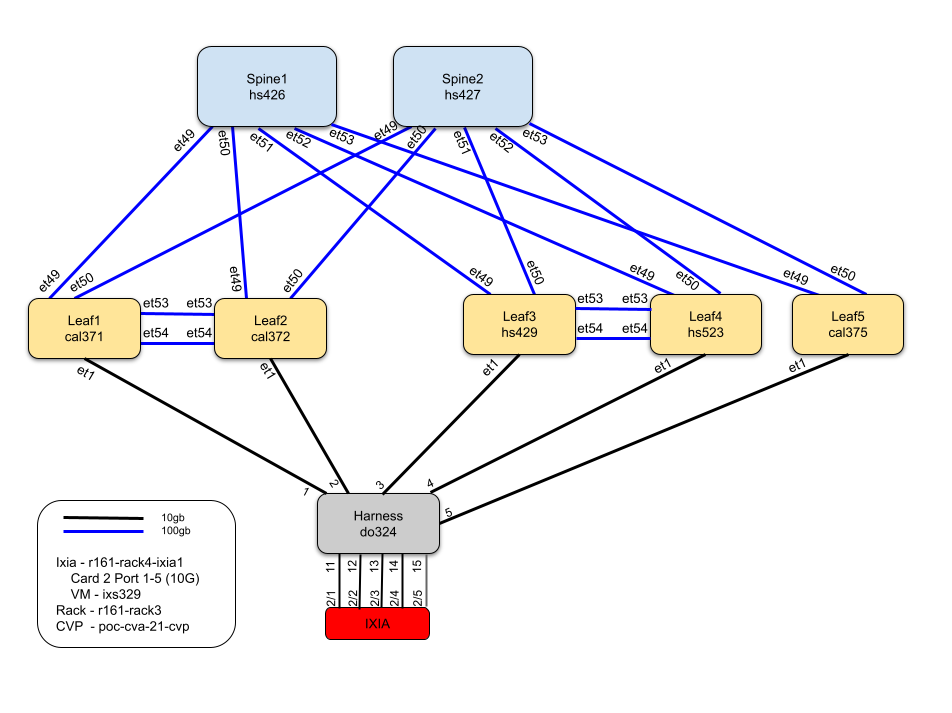 Spine1
hs426
Spine2
hs427
et49
et50
et51
et52
et53
et49
et50
et51
et52
et53
et49
et50
et49
et50
et49
et50
et49
et50
et49
et50
Leaf1
cal371
et53
et53
et54
et54
Leaf2
cal372
Leaf3
hs429
et53
et53
et54
et54
Leaf4
hs523
Leaf5
cal375
et1
et1
et1
et1
et1
1
2
3
4
5
Harness
do324
11
12
13
14
15
2/1
2/2
2/3
2/4
2/5
IXIA
10gb
100gb
Ixia - r161-rack4-ixia1
Card 2 Port 1-5 (10G)
VM - ixs329
Rack - r161-rack3
CVP - poc-cva-21-cvp